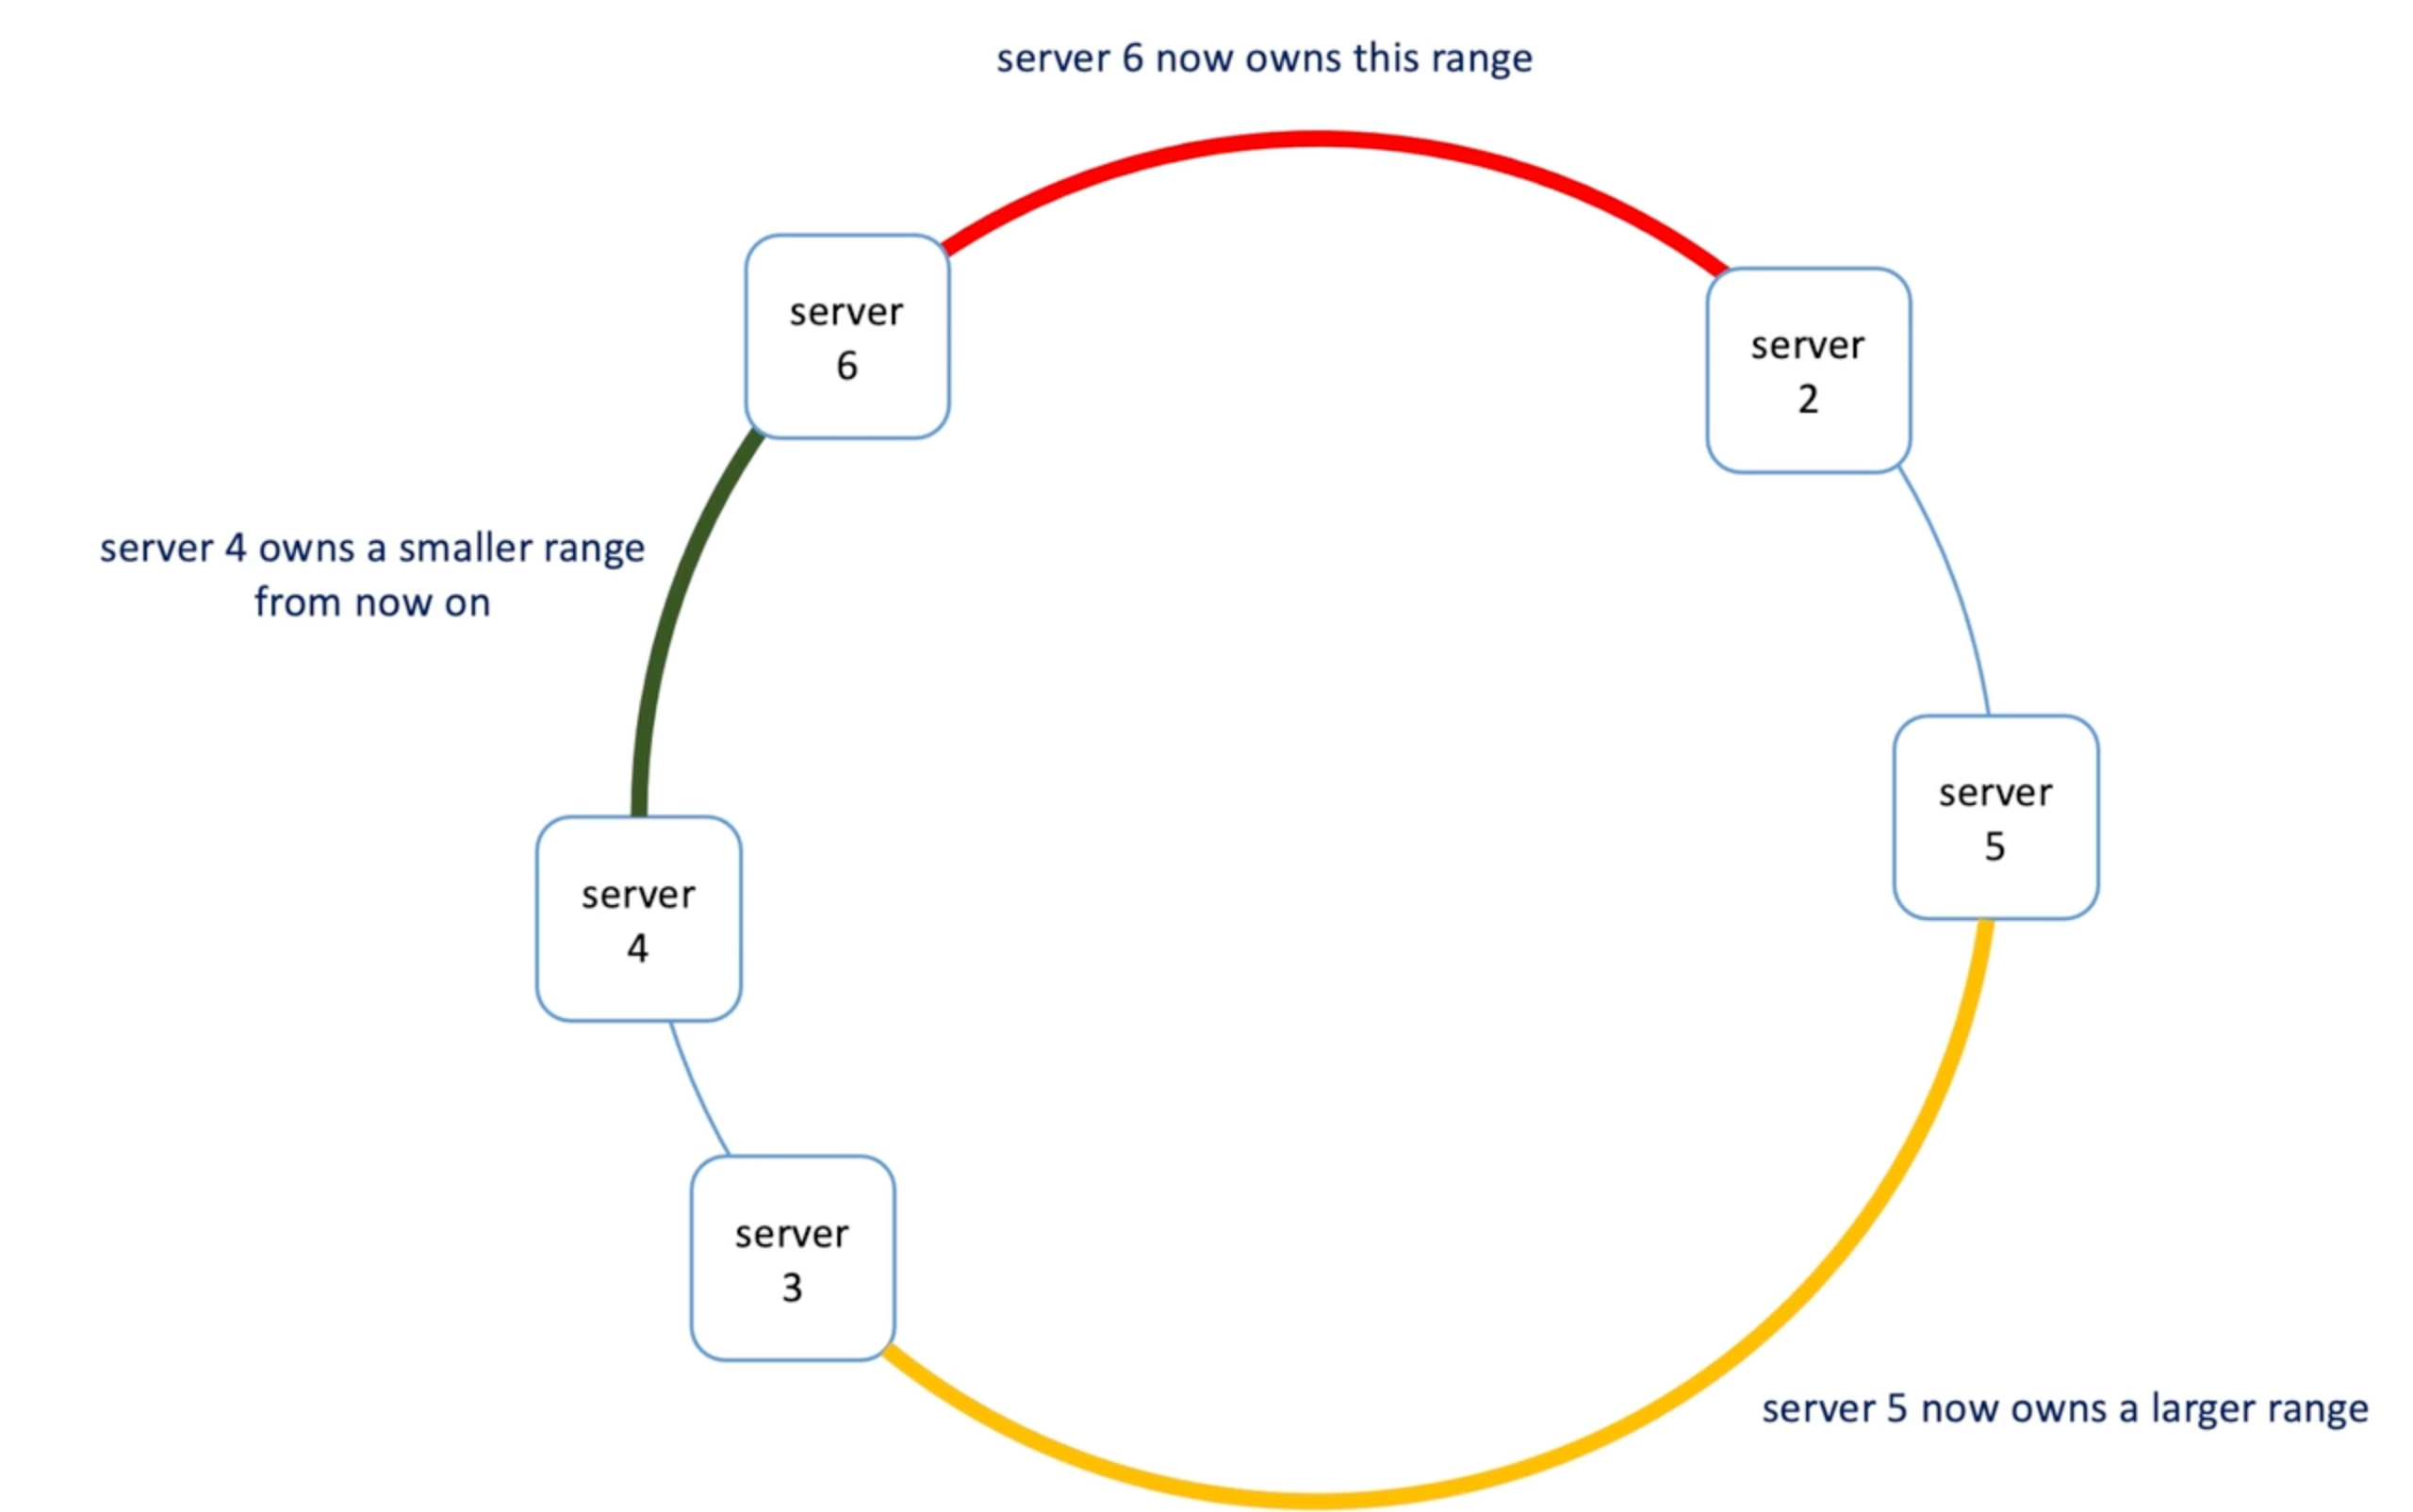 server 6 now owns this range
server
6
server
2
server 4 owns a smaller range
from now on
server
5
server
4
server
3
server 5 now owns a larger range